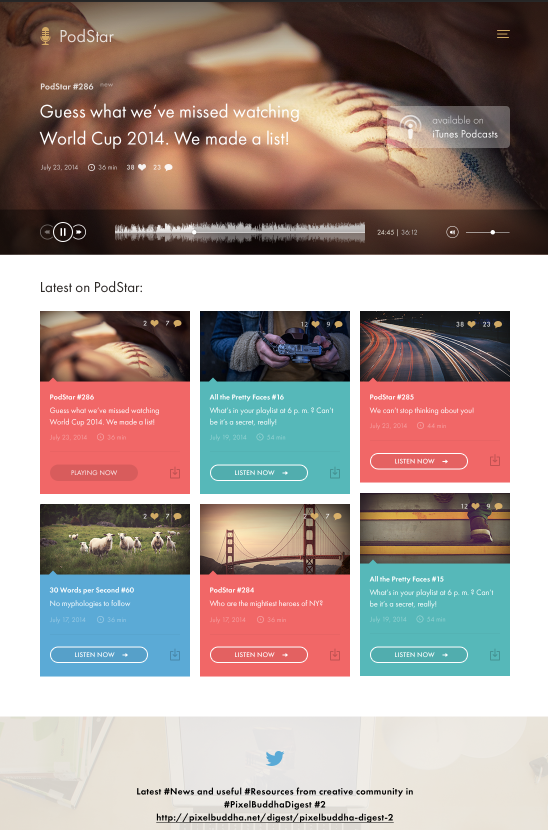 PodStar
PodStar #286 new
Guess what we've missed watching
World Cup 2014. We made a list!
available on
iTunes Podcasts
July 23, 2014 36 min 38 23
24:45 | 36:12
Latest on PodStar:
2 7
PodStar #286
Guess what we've missed watching
World Cup 2014. We made a list!
July 23, 2014 36 min
PLAYING NOW
12 9
All the Pretty Faces #16
What's in your playlist at 6 p. m. ? Can't
be it's a secret, really!
July 19, 2014 54 min
LISTEN NOW
38 23
PodStar #285
We can't stop thinking about you!
July 23, 2014 44 min
LISTEN NOW
2 7
30 Words per Second #60
No myphologies to follow
July 17, 2014 36 min
LISTEN NOW
7
PodStar #284
Who are the mightiest heroes of NY?
July 17, 2014 36 min
LISTEN NOW
12 9
All the Pretty Faces #15
What's in your playlist at 6 p. m. ? Can't
be it's a secret, really!
July 19, 2014 54 min
LISTEN NOW
Latest #News and useful #Resources from creative community in
#PixelBuddhaDigest #2
http://pixelbuddha.net/digest/pixelbuddha-digest-2